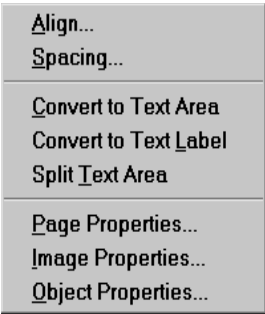 Align...
Spacing...
Convert to Text Area
Convert to Text Label
Split Text Area
Page Properties...
Image Properties...
Object Properties...